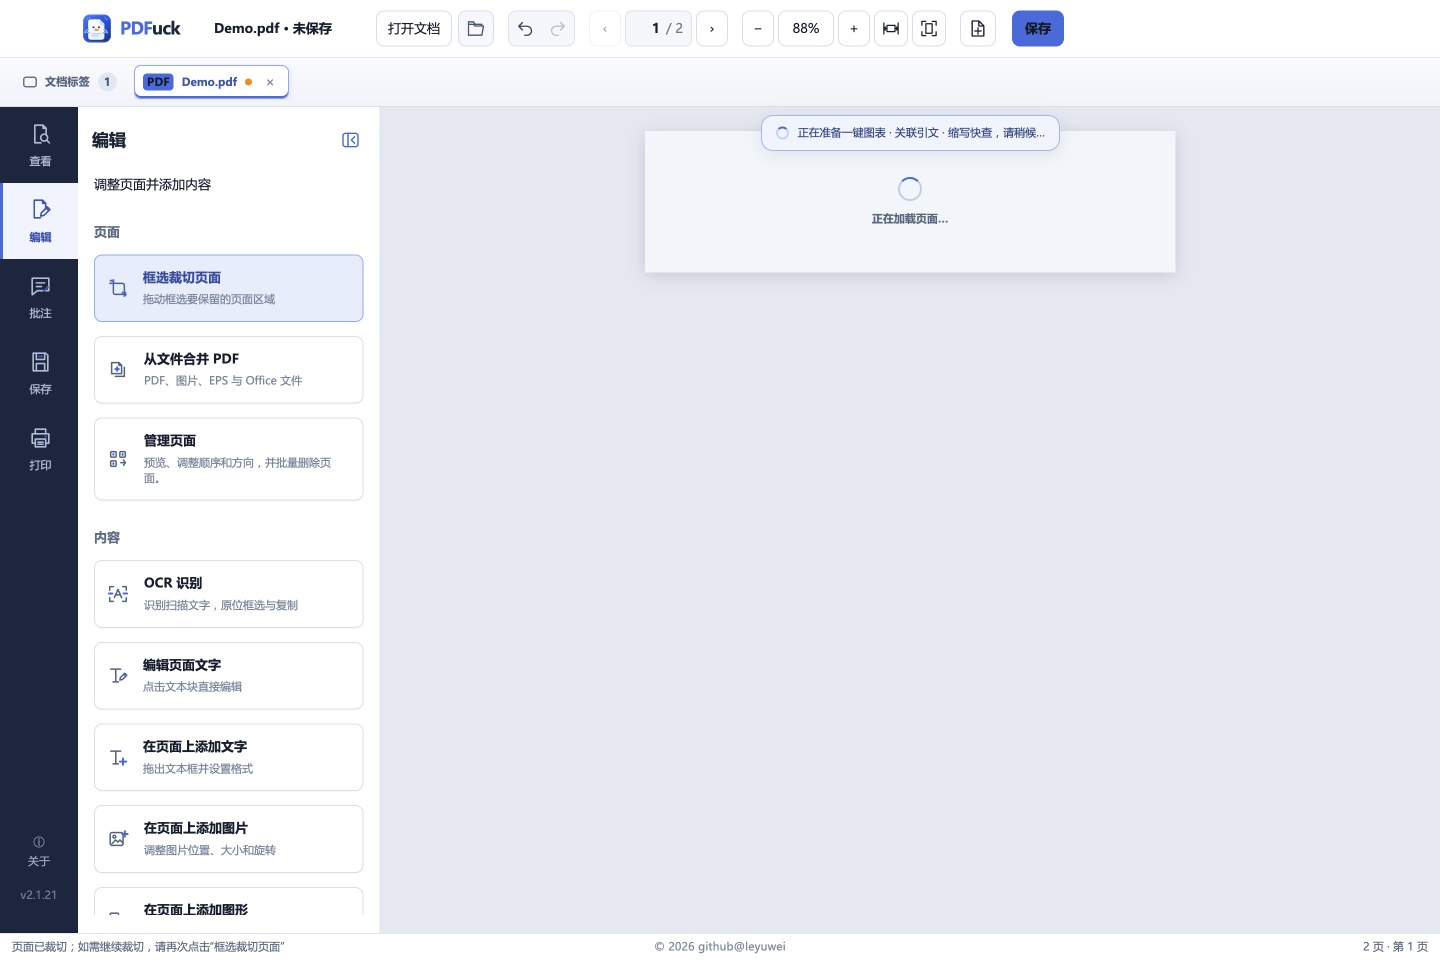 PDFuck
Demo.pdf • 未保存
打开文档
1 / 2
88%
保存
文档标签 1
PDF Demo.pdf
查看
编辑
批注
保存
打印
关于
v2.1.21
编辑
调整页面并添加内容
页面
框选裁切页面
拖动框选要保留的页面区域
从文件合并 PDF
PDF、图片、EPS 与 Office 文件
管理页面
预览、调整顺序和方向，并批量删除页
面。
内容
OCR 识别
识别扫描文字，原位框选与复制
编辑页面文字
点击文本块直接编辑
在页面上添加文字
拖出文本框并设置格式
在页面上添加图片
调整图片位置、大小和旋转
在页面上添加图形
正在准备一键图表 · 关联引文 · 缩写快查，请稍候...
正在加载页面...
页面已裁切；如需继续裁切，请再次点击“框选裁切页面”
© 2026 github@leyuwei
2 页 · 第 1 页